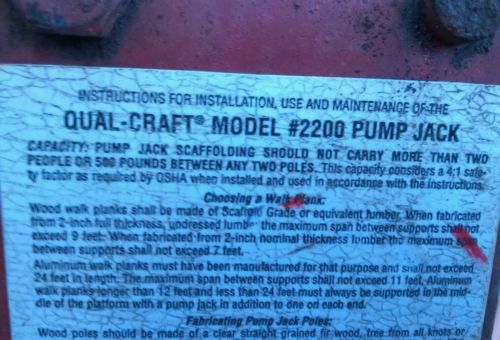 INSTRUCTIONS FOR INSTALLATION, USE AND MAINTENANCE OF THE
QUAL-CRAFT® MODEL #2200 PUMP JACK
CAPACITY: PUMP JACK SCAFFOLDING SHOULD NOT CARRY MORE THAN TWO
PEOPLE OR 500 POUNDS BETWEEN ANY TWO POLES. This capacity considers a 4:1 safe-
ty factor as required by OSHA when installed and used in accordance with the instructions.
Choosing a Walk Plank:
Wood walk planks shall be made of Scaffold Grade or equivalent lumber. When fabricated
from 2-inch full thickness, undressed lumber the maximum span between supports shall not
exceed 9 feet. When fabricated from 2-inch nominal thickness lumber the maximum span
between supports shall not exceed 7 feet.
Aluminum walk planks must have been manufactured for that purpose and shall not exceed
24 feet in length. The maximum span between supports shall not exceed 11 feet. Aluminum
walk planks longer than 12 feet and less than 24 feet must always be supported in the mid-
dle of the platform with a pump jack in addition to one on each end.
Fabricating Pump Jack Poles:
Wood poles should be made of a clear straight grained fir wood, free from all knots or